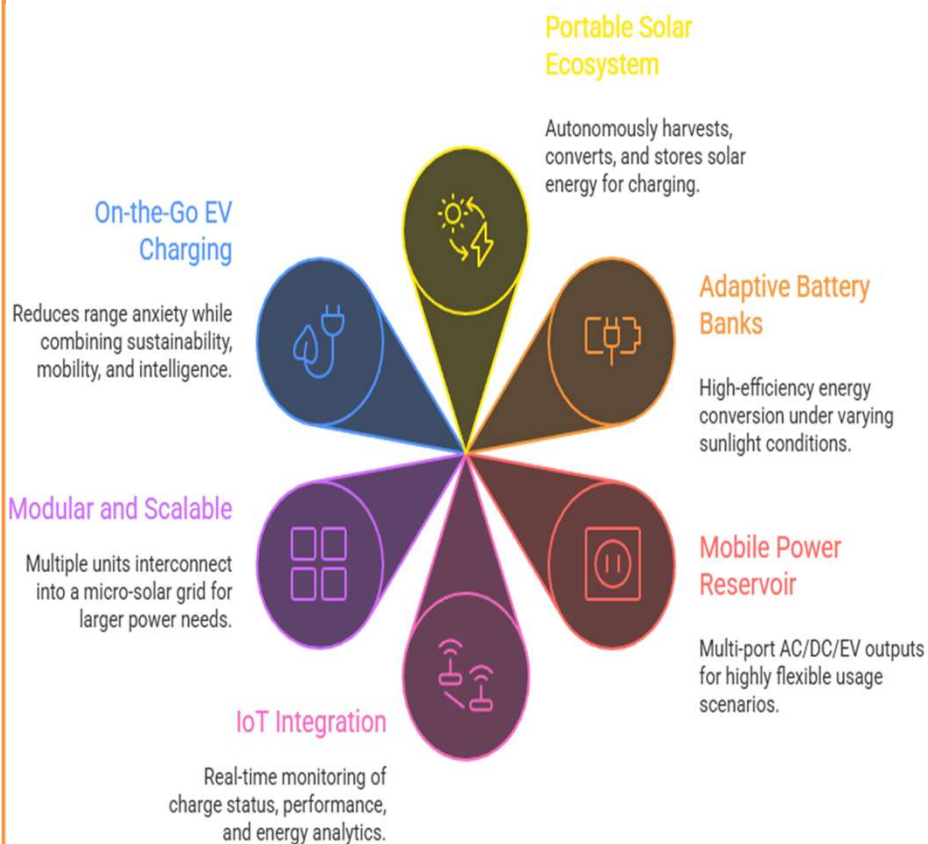 Portable Solar
Ecosystem
Autonomously harvests,
converts, and stores solar
energy for charging.
On-the-Go EV
Charging
Reduces range anxiety while
combining sustainability,
mobility, and intelligence.
Adaptive Battery
Banks
High-efficiency energy
conversion under varying
sunlight conditions.
Modular and Scalable
Multiple units interconnect
into a micro-solar grid for
larger power needs.
Mobile Power
Reservoir
Multi-port AC/DC/EV outputs
for highly flexible usage
scenarios.
IoT Integration
Real-time monitoring of
charge status, performance,
and energy analytics.